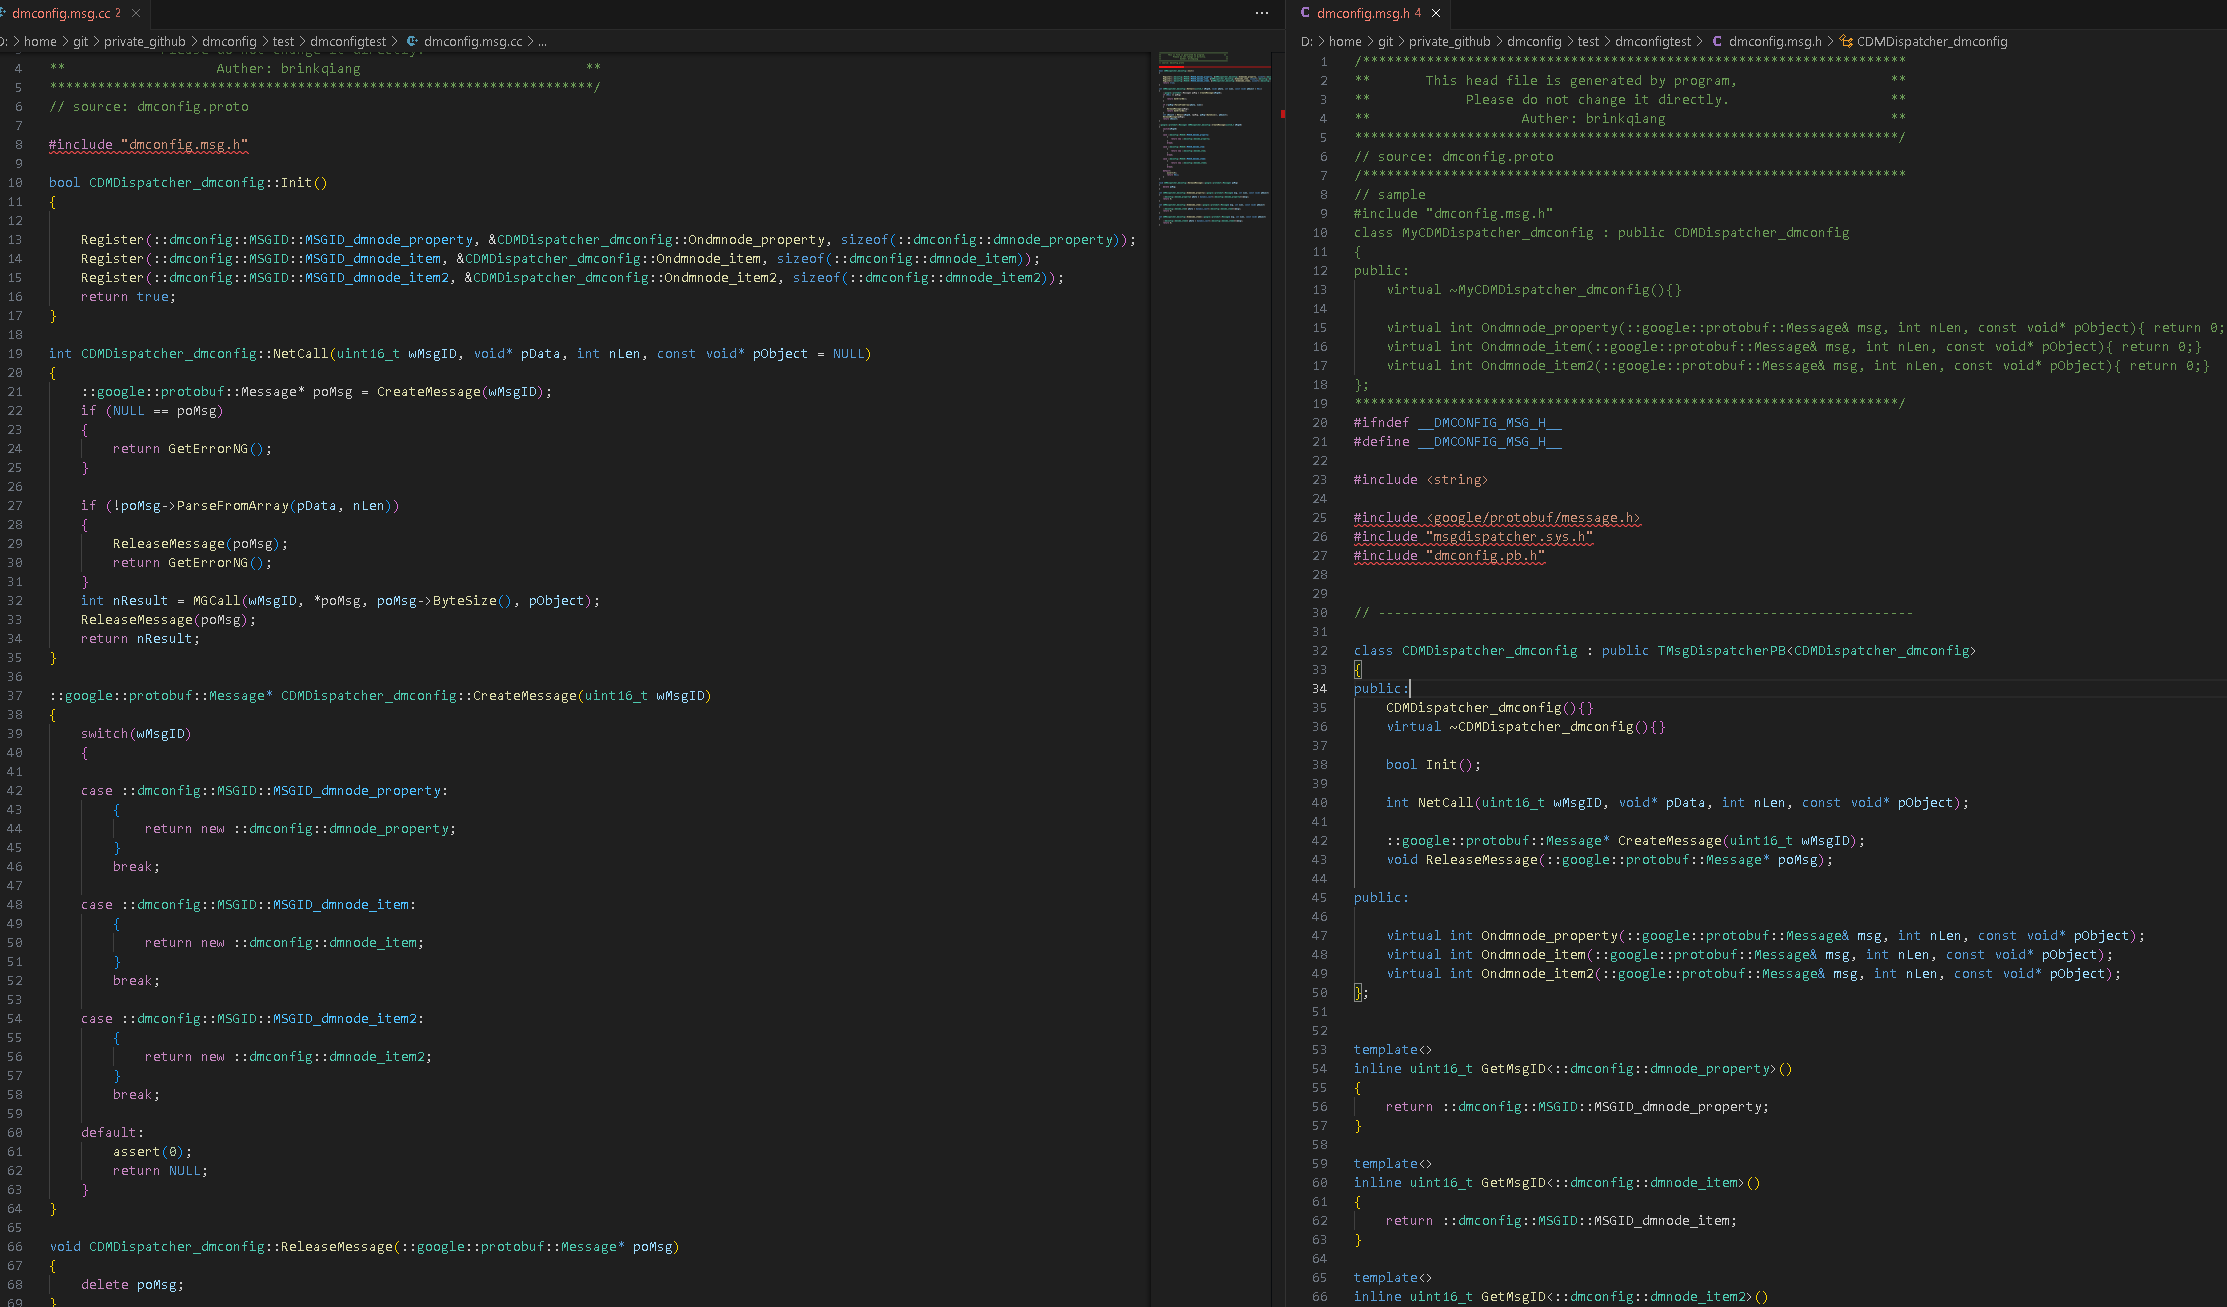 dmconfig.msg.cc 2
D: > home > git > private_github > dmconfig > test > dmconfigtest > dmconfig.msg.cc > ...
4 ** Auther: brinkqiang **
5 ********************************************************************/
6 // source: dmconfig.proto
7
8 #include "dmconfig.msg.h"
9
10 bool CDMDispatcher_dmconfig::Init()
11 {
12
13 Register(::dmconfig::MSGID::MSGID_dmnode_property, &CDMDispatcher_dmconfig::Ondmnode_property, sizeof(::dmconfig::dmnode_property));
14 Register(::dmconfig::MSGID::MSGID_dmnode_item, &CDMDispatcher_dmconfig::Ondmnode_item, sizeof(::dmconfig::dmnode_item));
15 Register(::dmconfig::MSGID::MSGID_dmnode_item2, &CDMDispatcher_dmconfig::Ondmnode_item2, sizeof(::dmconfig::dmnode_item2));
16 return true;
17 }
18
19 int CDMDispatcher_dmconfig::NetCall(uint16_t wMsgID, void* pData, int nLen, const void* pObject = NULL)
20 {
21 ::google::protobuf::Message* poMsg = CreateMessage(wMsgID);
22 if (NULL == poMsg)
23 {
24 return GetErrorNG();
25 }
26
27 if (!poMsg->ParseFromArray(pData, nLen))
28 {
29 ReleaseMessage(poMsg);
30 return GetErrorNG();
31 }
32 int nResult = MGCall(wMsgID, *poMsg, poMsg->ByteSize(), pObject);
33 ReleaseMessage(poMsg);
34 return nResult;
35 }
36
37 ::google::protobuf::Message* CDMDispatcher_dmconfig::CreateMessage(uint16_t wMsgID)
38 {
39 switch(wMsgID)
40 {
41
42 case ::dmconfig::MSGID::MSGID_dmnode_property:
43 {
44 return new ::dmconfig::dmnode_property;
45 }
46 break;
47
48 case ::dmconfig::MSGID::MSGID_dmnode_item:
49 {
50 return new ::dmconfig::dmnode_item;
51 }
52 break;
53
54 case ::dmconfig::MSGID::MSGID_dmnode_item2:
55 {
56 return new ::dmconfig::dmnode_item2;
57 }
58 break;
59
60 default:
61 assert(0);
62 return NULL;
63 }
64 }
65
66 void CDMDispatcher_dmconfig::ReleaseMessage(::google::protobuf::Message* poMsg)
67 {
68 delete poMsg;
69 }
dmconfig.msg.h 4
D: > home > git > private_github > dmconfig > test > dmconfigtest > dmconfig.msg.h > CDMDispatcher_dmconfig
1 /********************************************************************
2 ** This head file is generated by program, **
3 ** Please do not change it directly. **
4 ** Auther: brinkqiang **
5 ********************************************************************/
6 // source: dmconfig.proto
7 /********************************************************************
8 // sample
9 #include "dmconfig.msg.h"
10 class MyCDMDispatcher_dmconfig : public CDMDispatcher_dmconfig
11 {
12 public:
13 virtual ~MyCDMDispatcher_dmconfig(){}
14
15 virtual int Ondmnode_property(::google::protobuf::Message& msg, int nLen, const void* pObject){ return 0;
16 virtual int Ondmnode_item(::google::protobuf::Message& msg, int nLen, const void* pObject){ return 0;}
17 virtual int Ondmnode_item2(::google::protobuf::Message& msg, int nLen, const void* pObject){ return 0;}
18 };
19 ********************************************************************/
20 #ifndef __DMCONFIG_MSG_H__
21 #define __DMCONFIG_MSG_H__
22
23 #include <string>
24
25 #include <google/protobuf/message.h>
26 #include "msgdispatcher.sys.h"
27 #include "dmconfig.pb.h"
28
29
30 // -------------------------------------------------------------------
31
32 class CDMDispatcher_dmconfig : public TMsgDispatcherPB<CDMDispatcher_dmconfig>
33 {
34 public:
35 CDMDispatcher_dmconfig(){}
36 virtual ~CDMDispatcher_dmconfig(){}
37
38 bool Init();
39
40 int NetCall(uint16_t wMsgID, void* pData, int nLen, const void* pObject);
41
42 ::google::protobuf::Message* CreateMessage(uint16_t wMsgID);
43 void ReleaseMessage(::google::protobuf::Message* poMsg);
44
45 public:
46
47 virtual int Ondmnode_property(::google::protobuf::Message& msg, int nLen, const void* pObject);
48 virtual int Ondmnode_item(::google::protobuf::Message& msg, int nLen, const void* pObject);
49 virtual int Ondmnode_item2(::google::protobuf::Message& msg, int nLen, const void* pObject);
50 };
51
52
53 template<>
54 inline uint16_t GetMsgID<::dmconfig::dmnode_property>()
55 {
56 return ::dmconfig::MSGID::MSGID_dmnode_property;
57 }
58
59 template<>
60 inline uint16_t GetMsgID<::dmconfig::dmnode_item>()
61 {
62 return ::dmconfig::MSGID::MSGID_dmnode_item;
63 }
64
65 template<>
66 inline uint16_t GetMsgID<::dmconfig::dmnode_item2>()